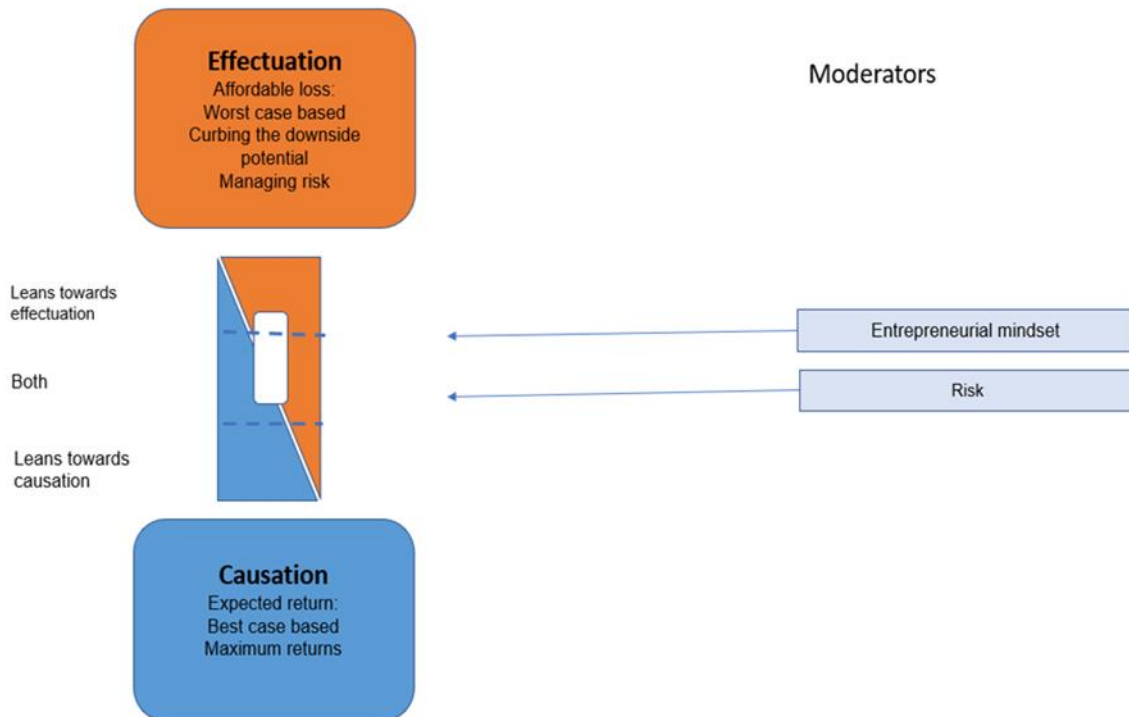 Effectuation
Affordable loss:
Worst case based
Curbing the downside
potential
Managing risk
Moderators
Leans towards
effectuation
Both
Leans towards
causation
Entrepreneurial mindset
Risk
Causation
Expected return:
Best case based
Maximum returns